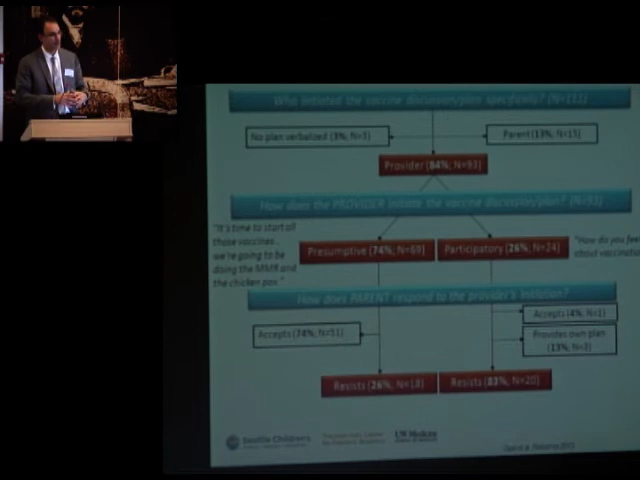 Who initiated the vaccine discussion/plan (N=111)
No plan verbalized (3%; N=3)
Parent (13%; N=15)
Provider (84%; N=93)
How does the PROVIDER initiate the vaccine discussion/plan? (N=93)
"It's time to start all
those vaccines...
we're going to be
doing the MMR and
the chicken pox."
Presumptive (74%; N=69)
Participatory (26%; N=24)
"How do you feel
about vaccination
How does PARENT respond to the provider's initiation?
Accepts (74%; N=51)
Accepts (4%; N=1)
Provides own plan
(13%; N=3)
Resists (26%; N=18)
Resists (83%; N=20)
Seattle Children's
UW Medicine